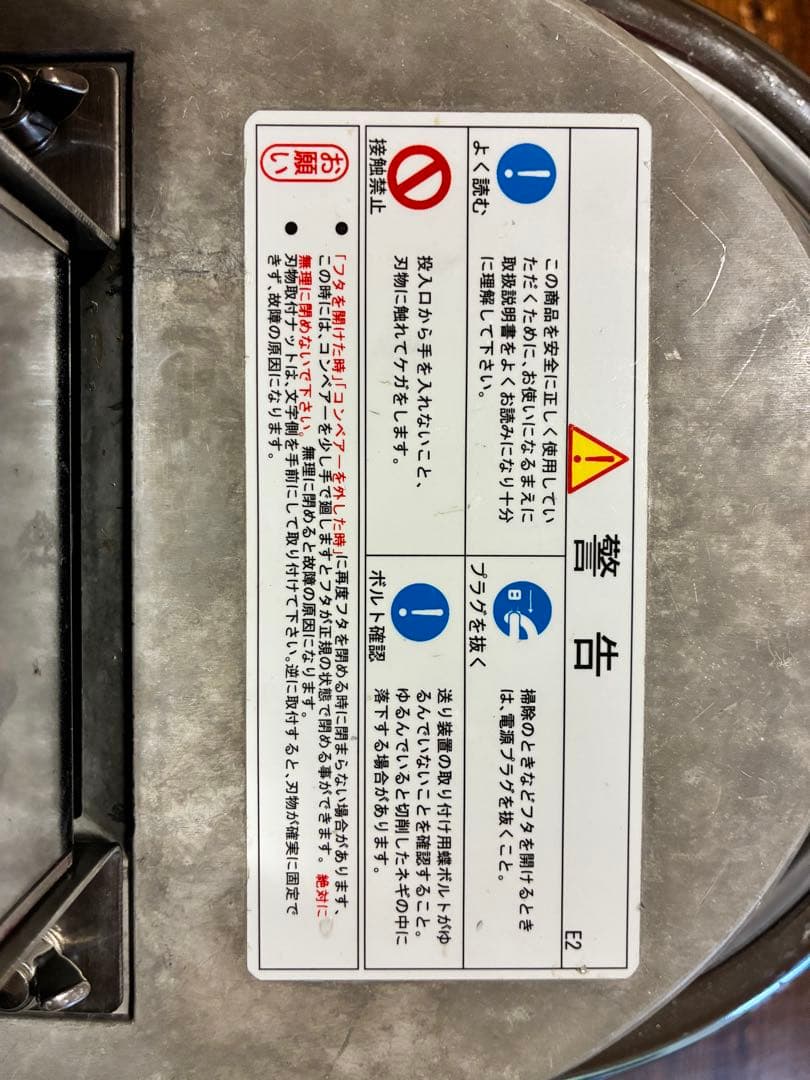 警告
E2
よく読む
この商品を安全に正しく使用してい
ただくために、お使いになるまえに
取扱説明書をよくお読みになり十分
に理解して下さい。
プラグを抜く
掃除のときなどフタを開けるとき
は、電源プラグを抜くこと。
接触禁止
投入口から手を入れないこと、
刃物に触れてケガをします。
ボルト確認
送り装置の取り付け用蝶ボルトがゆ
るんでいないことを確認すること。
ゆるんでいると切削したネギの中に
落下する場合があります。
お願い
●「フタを開けた時」「コンベアーを外した時」に再度フタを閉める時に閉まらない場合があります、
この時には、コンベアーを少し手で廻しますとフタが正規の状態で閉める事ができます。絶対に
無理に閉めないで下さい。無理に閉めると故障の原因になります。
●刃物取付ナットは、文字側を手前にして取り付けて下さい。逆に取付すると、刃物が確実に固定で
きず、故障の原因になります。